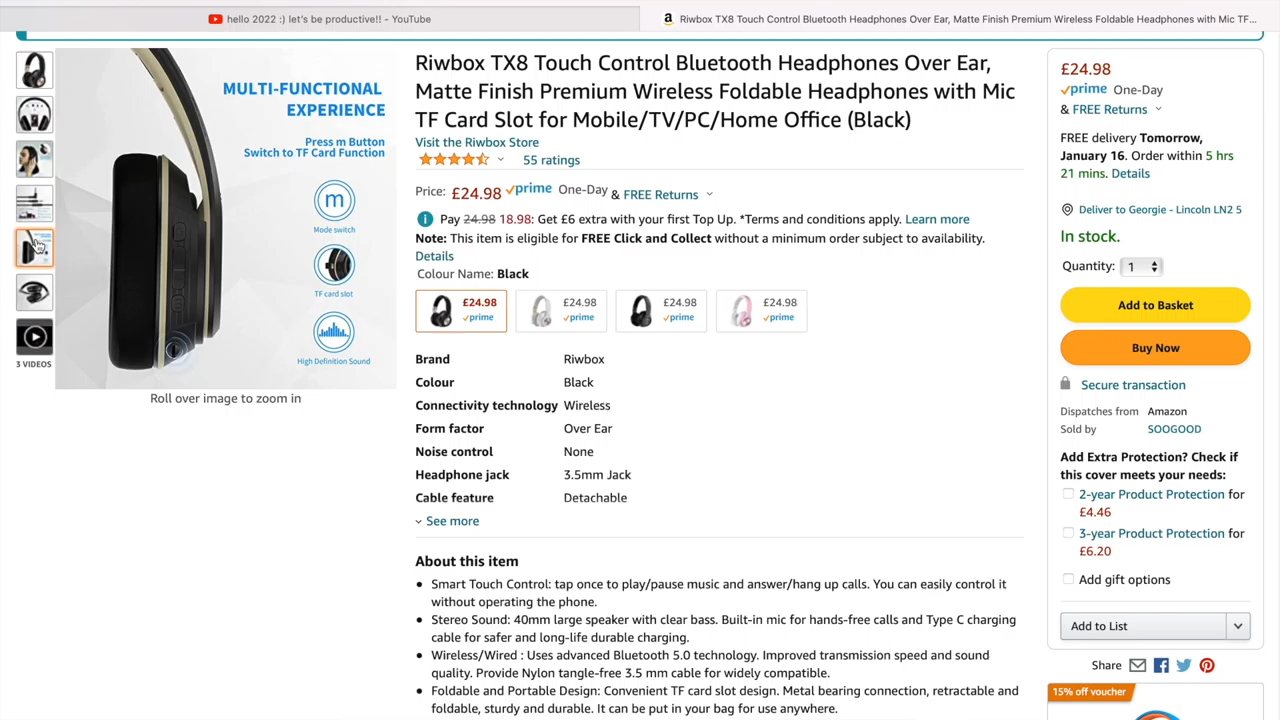 hello 2022 :) let's be productive!! - YouTube
a Riwbox TX8 Touch Control Bluetooth Headphones Over Ear, Matte Finish Premium Wireless Foldable Headphones with Mic TF...
MULTI-FUNCTIONAL
EXPERIENCE
Press m Button
Switch to TF Card Function
m
Mode switch
TF card slot
High Definition Sound
3 VIDEOS
Roll over image to zoom in
Riwbox TX8 Touch Control Bluetooth Headphones Over Ear,
Matte Finish Premium Wireless Foldable Headphones with Mic
TF Card Slot for Mobile/TV/PC/Home Office (Black)
Visit the Riwbox Store
55 ratings
Price: £24.98 prime One-Day & FREE Returns
i Pay 24.98 18.98: Get £6 extra with your first Top Up. *Terms and conditions apply. Learn more
Note: This item is eligible for FREE Click and Collect without a minimum order subject to availability.
Details
Colour Name: Black
£24.98 £24.98 £24.98 £24.98
prime prime prime prime
Brand Riwbox
Colour Black
Connectivity technology Wireless
Form factor Over Ear
Noise control None
Headphone jack 3.5mm Jack
Cable feature Detachable
See more
About this item
• Smart Touch Control: tap once to play/pause music and answer/hang up calls. You can easily control it
without operating the phone.
• Stereo Sound: 40mm large speaker with clear bass. Built-in mic for hands-free calls and Type C charging
cable for safer and long-life durable charging.
• Wireless/Wired : Uses advanced Bluetooth 5.0 technology. Improved transmission speed and sound
quality. Provide Nylon tangle-free 3.5 mm cable for widely compatible.
• Foldable and Portable Design: Convenient TF card slot design. Metal bearing connection, retractable and
foldable, sturdy and durable. It can be put in your bag for use anywhere.
£24.98
prime One-Day
& FREE Returns
FREE delivery Tomorrow,
January 16. Order within 5 hrs
21 mins. Details
Deliver to Georgie - Lincoln LN2 5
In stock.
Quantity: 1
Add to Basket
Buy Now
Secure transaction
Dispatches from Amazon
Sold by SOOGOOD
Add Extra Protection? Check if
this cover meets your needs:
2-year Product Protection for
£4.46
3-year Product Protection for
£6.20
Add gift options
Add to List
Share
15% off voucher